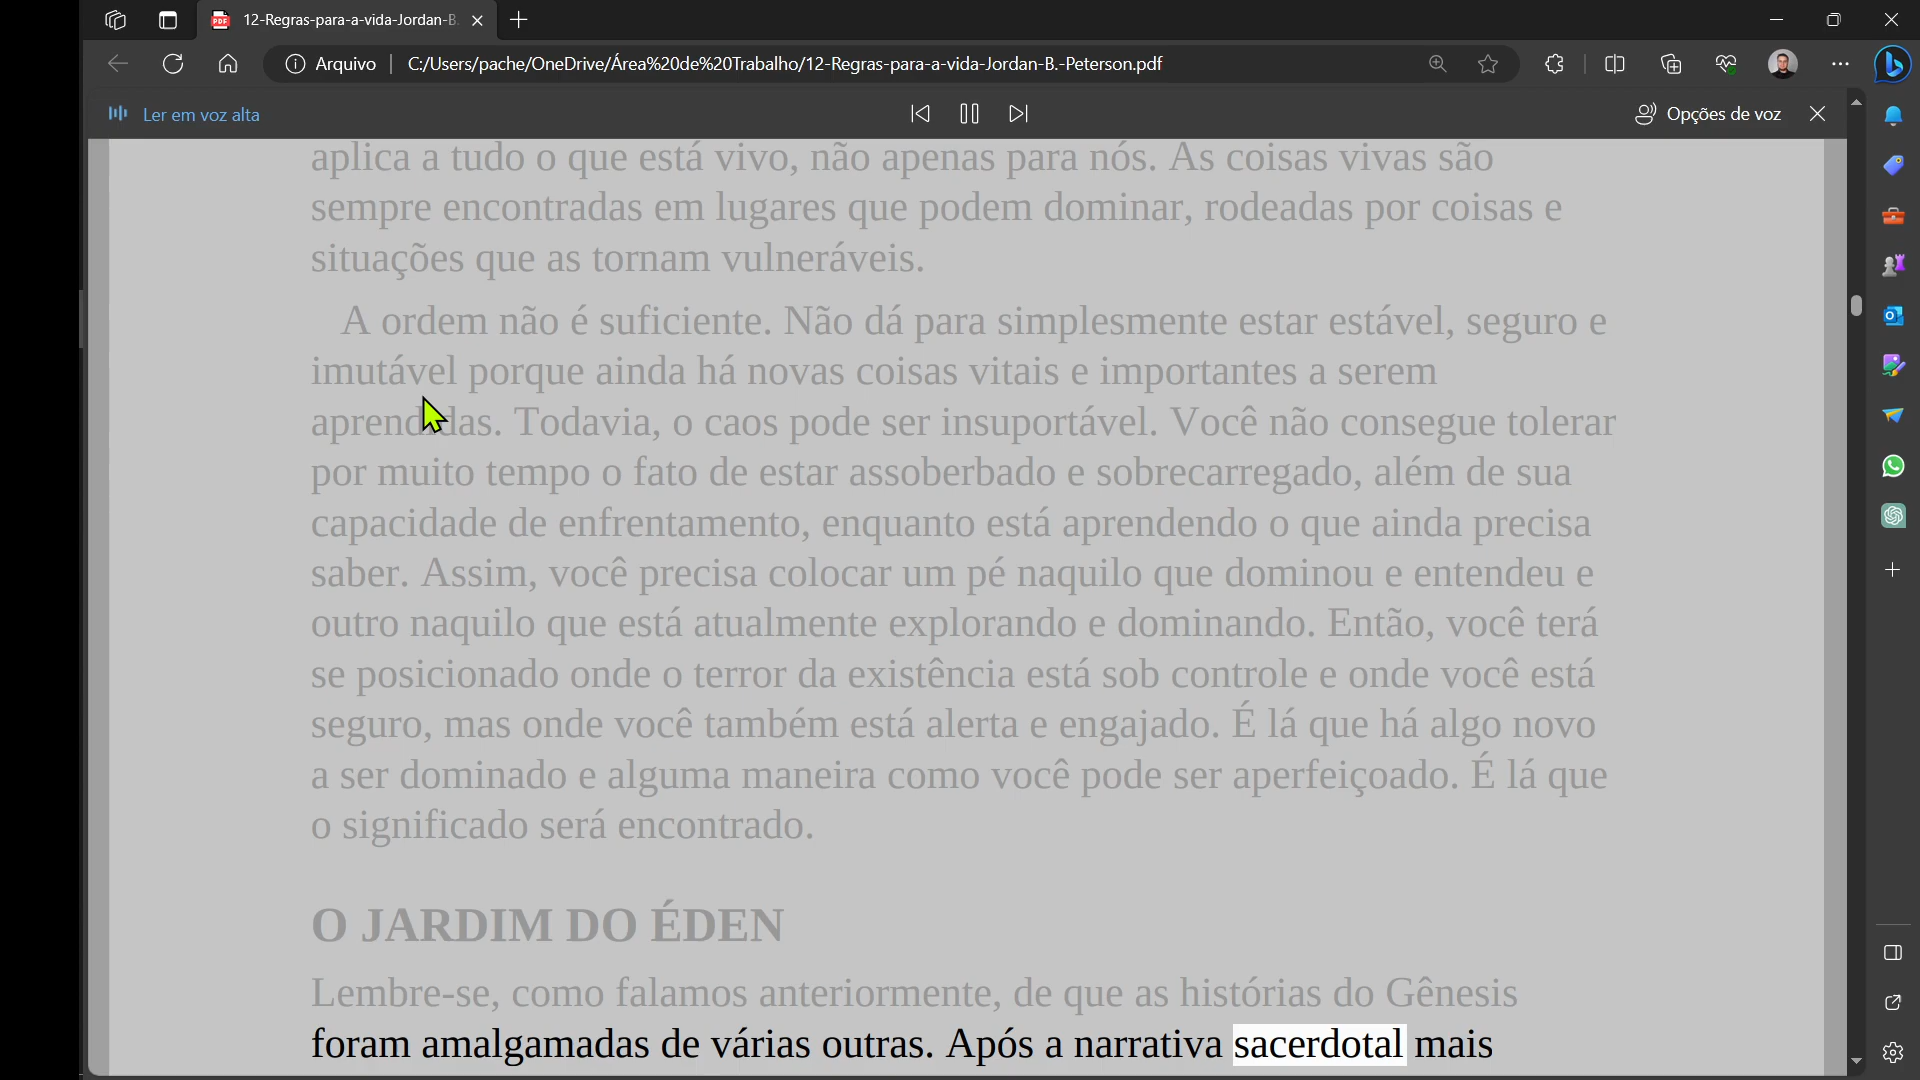 12-Regras-para-a-vida-Jordan-B.
Arquivo
C:/Users/pache/OneDrive/Área%20de%20Trabalho/12-Regras-para-a-vida-Jordan-B.-Peterson.pdf
Ler em voz alta
Opções de voz
aplica a tudo o que está vivo, não apenas para nós. As coisas vivas são
sempre encontradas em lugares que podem dominar, rodeadas por coisas e
situações que as tornam vulneráveis.
A ordem não é suficiente. Não dá para simplesmente estar estável, seguro e
imutável porque ainda há novas coisas vitais e importantes a serem
aprendidas. Todavia, o caos pode ser insuportável. Você não consegue tolerar
por muito tempo o fato de estar assoberbado e sobrecarregado, além de sua
capacidade de enfrentamento, enquanto está aprendendo o que ainda precisa
saber. Assim, você precisa colocar um pé naquilo que dominou e entendeu e
outro naquilo que está atualmente explorando e dominando. Então, você terá
se posicionado onde o terror da existência está sob controle e onde você está
seguro, mas onde você também está alerta e engajado. É lá que há algo novo
a ser dominado e alguma maneira como você pode ser aperfeiçoado. É lá que
o significado será encontrado.
O JARDIM DO ÉDEN
Lembre-se, como falamos anteriormente, de que as histórias do Gênesis
foram amalgamadas de várias outras. Após a narrativa sacerdotal mais